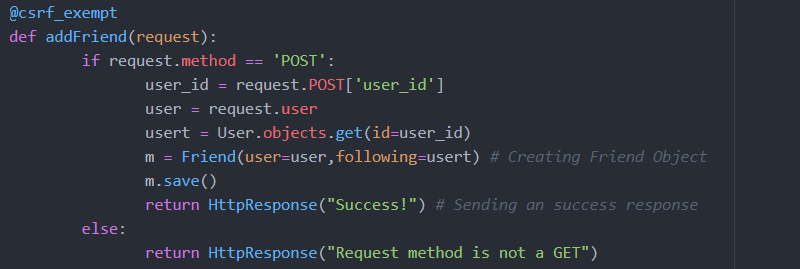 @csrf_exempt
def addFriend(request):
if request.method == 'POST':
user_id = request.POST['user_id']
user = request.user
usert = User.objects.get(id=user_id)
m = Friend(user=user,following=usert) # Creating Friend Object
m.save()
return HttpResponse("Success!") # Sending an success response
else:
return HttpResponse("Request method is not a GET")